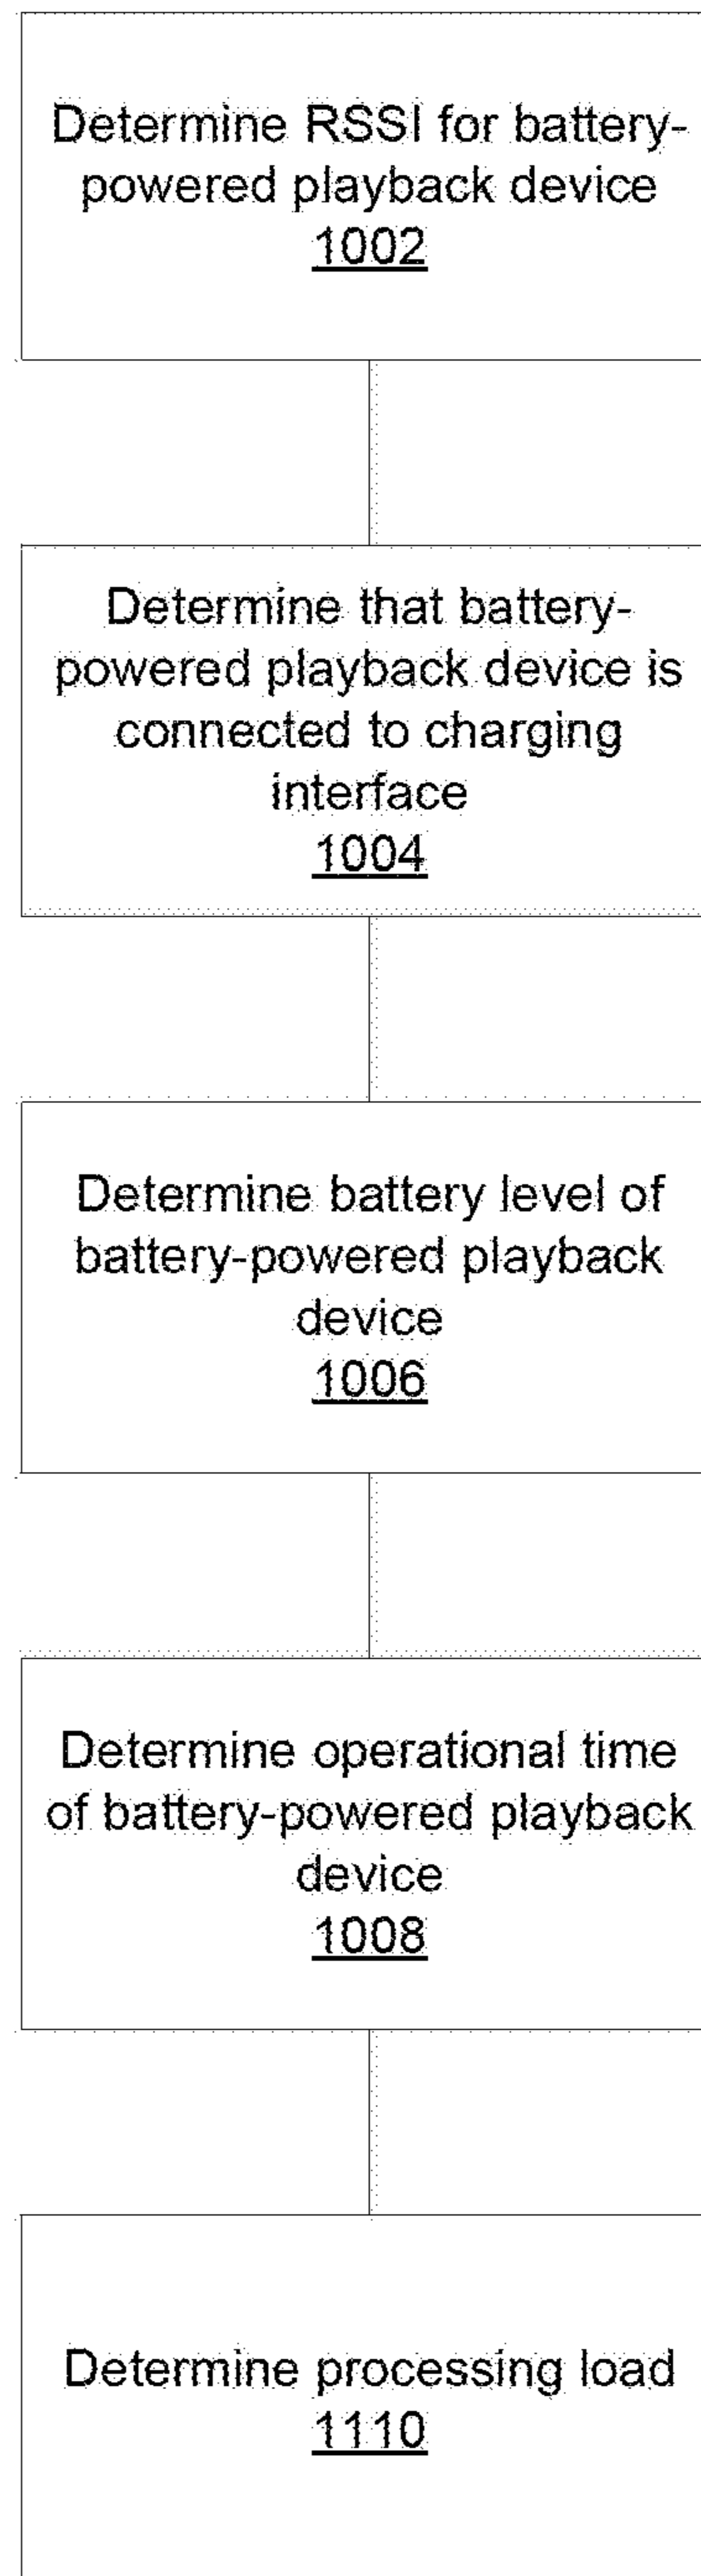 Determine RSSI for battery-
powered playback device
1002
Determine that battery-
powered playback device is
connected to charging
interface
1004
Determine battery level of
battery-powered playback
device
1006
Determine operational time
of battery-powered playback
device
1008
Determine processing load
1110